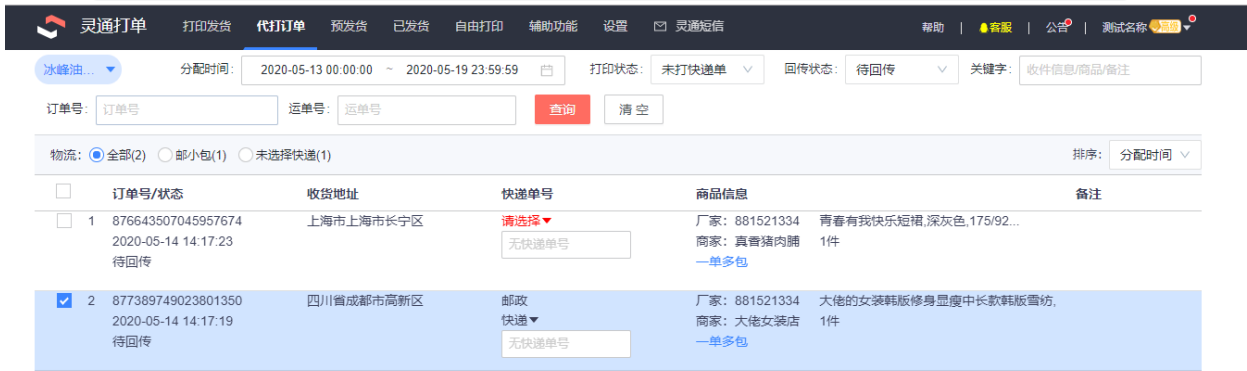 灵通打单 打印发货 代打订单 预发货 已发货 自由打印 辅助功能 设置 灵通短信 帮助 | 客服 | 公告 | 测试名称
冰峰油... 分配时间: 2020-05-13 00:00:00 ~ 2020-05-19 23:59:59 打印状态: 未打快递单 回传状态: 待回传 关键字: 收件信息/商品/备注
订单号: 订单号 运单号: 运单号 查询 清空
物流: 全部(2) 邮小包(1) 未选择快递(1) 排序: 分配时间
订单号/状态 收货地址 快递单号 商品信息 备注
1 876643507045957674 上海市上海市长宁区 请选择 厂家: 881521334 青春有我快乐短裙,深灰色,175/92...
2020-05-14 14:17:23 无快递单号 商家: 真香猪肉脯 1件
待回传 一单多包
2 877389749023801350 四川省成都市高新区 邮政 厂家: 881521334 大佬的女装韩版修身显瘦中长款韩版雪纺,
2020-05-14 14:17:19 快递 商家: 大佬女装店 1件
待回传 无快递单号 一单多包